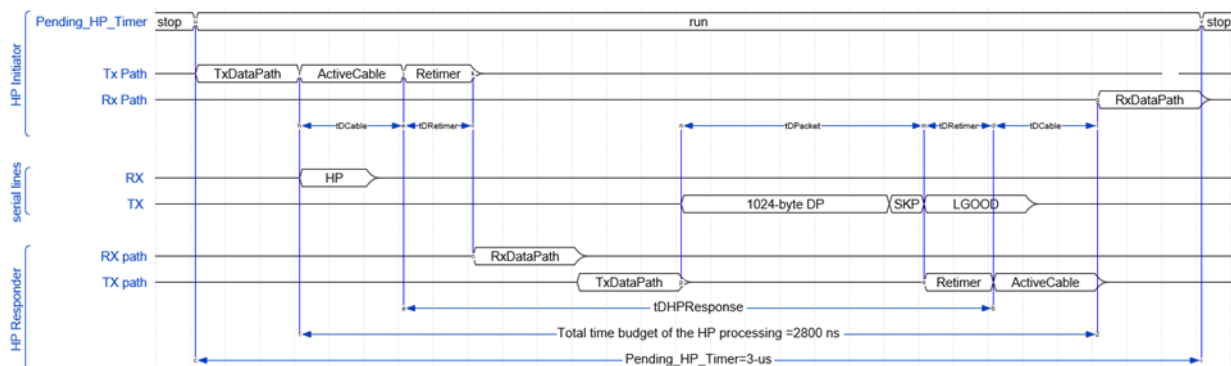 Pending_HP_Timer stop run stop
HP Initiator
Tx Path TxDataPath ActiveCable Retimer
Rx Path RxDataPath
tDCable tDRetimer tDPacket tDRetimer tDCable
serial lines
RX HP
TX 1024-byte DP SKP LGOOD
HP Responder
RX path RxDataPath
TX path TxDataPath Retimer ActiveCable
tDHPResponse
Total time budget of the HP processing =2800 ns
Pending_HP_Timer=3-us